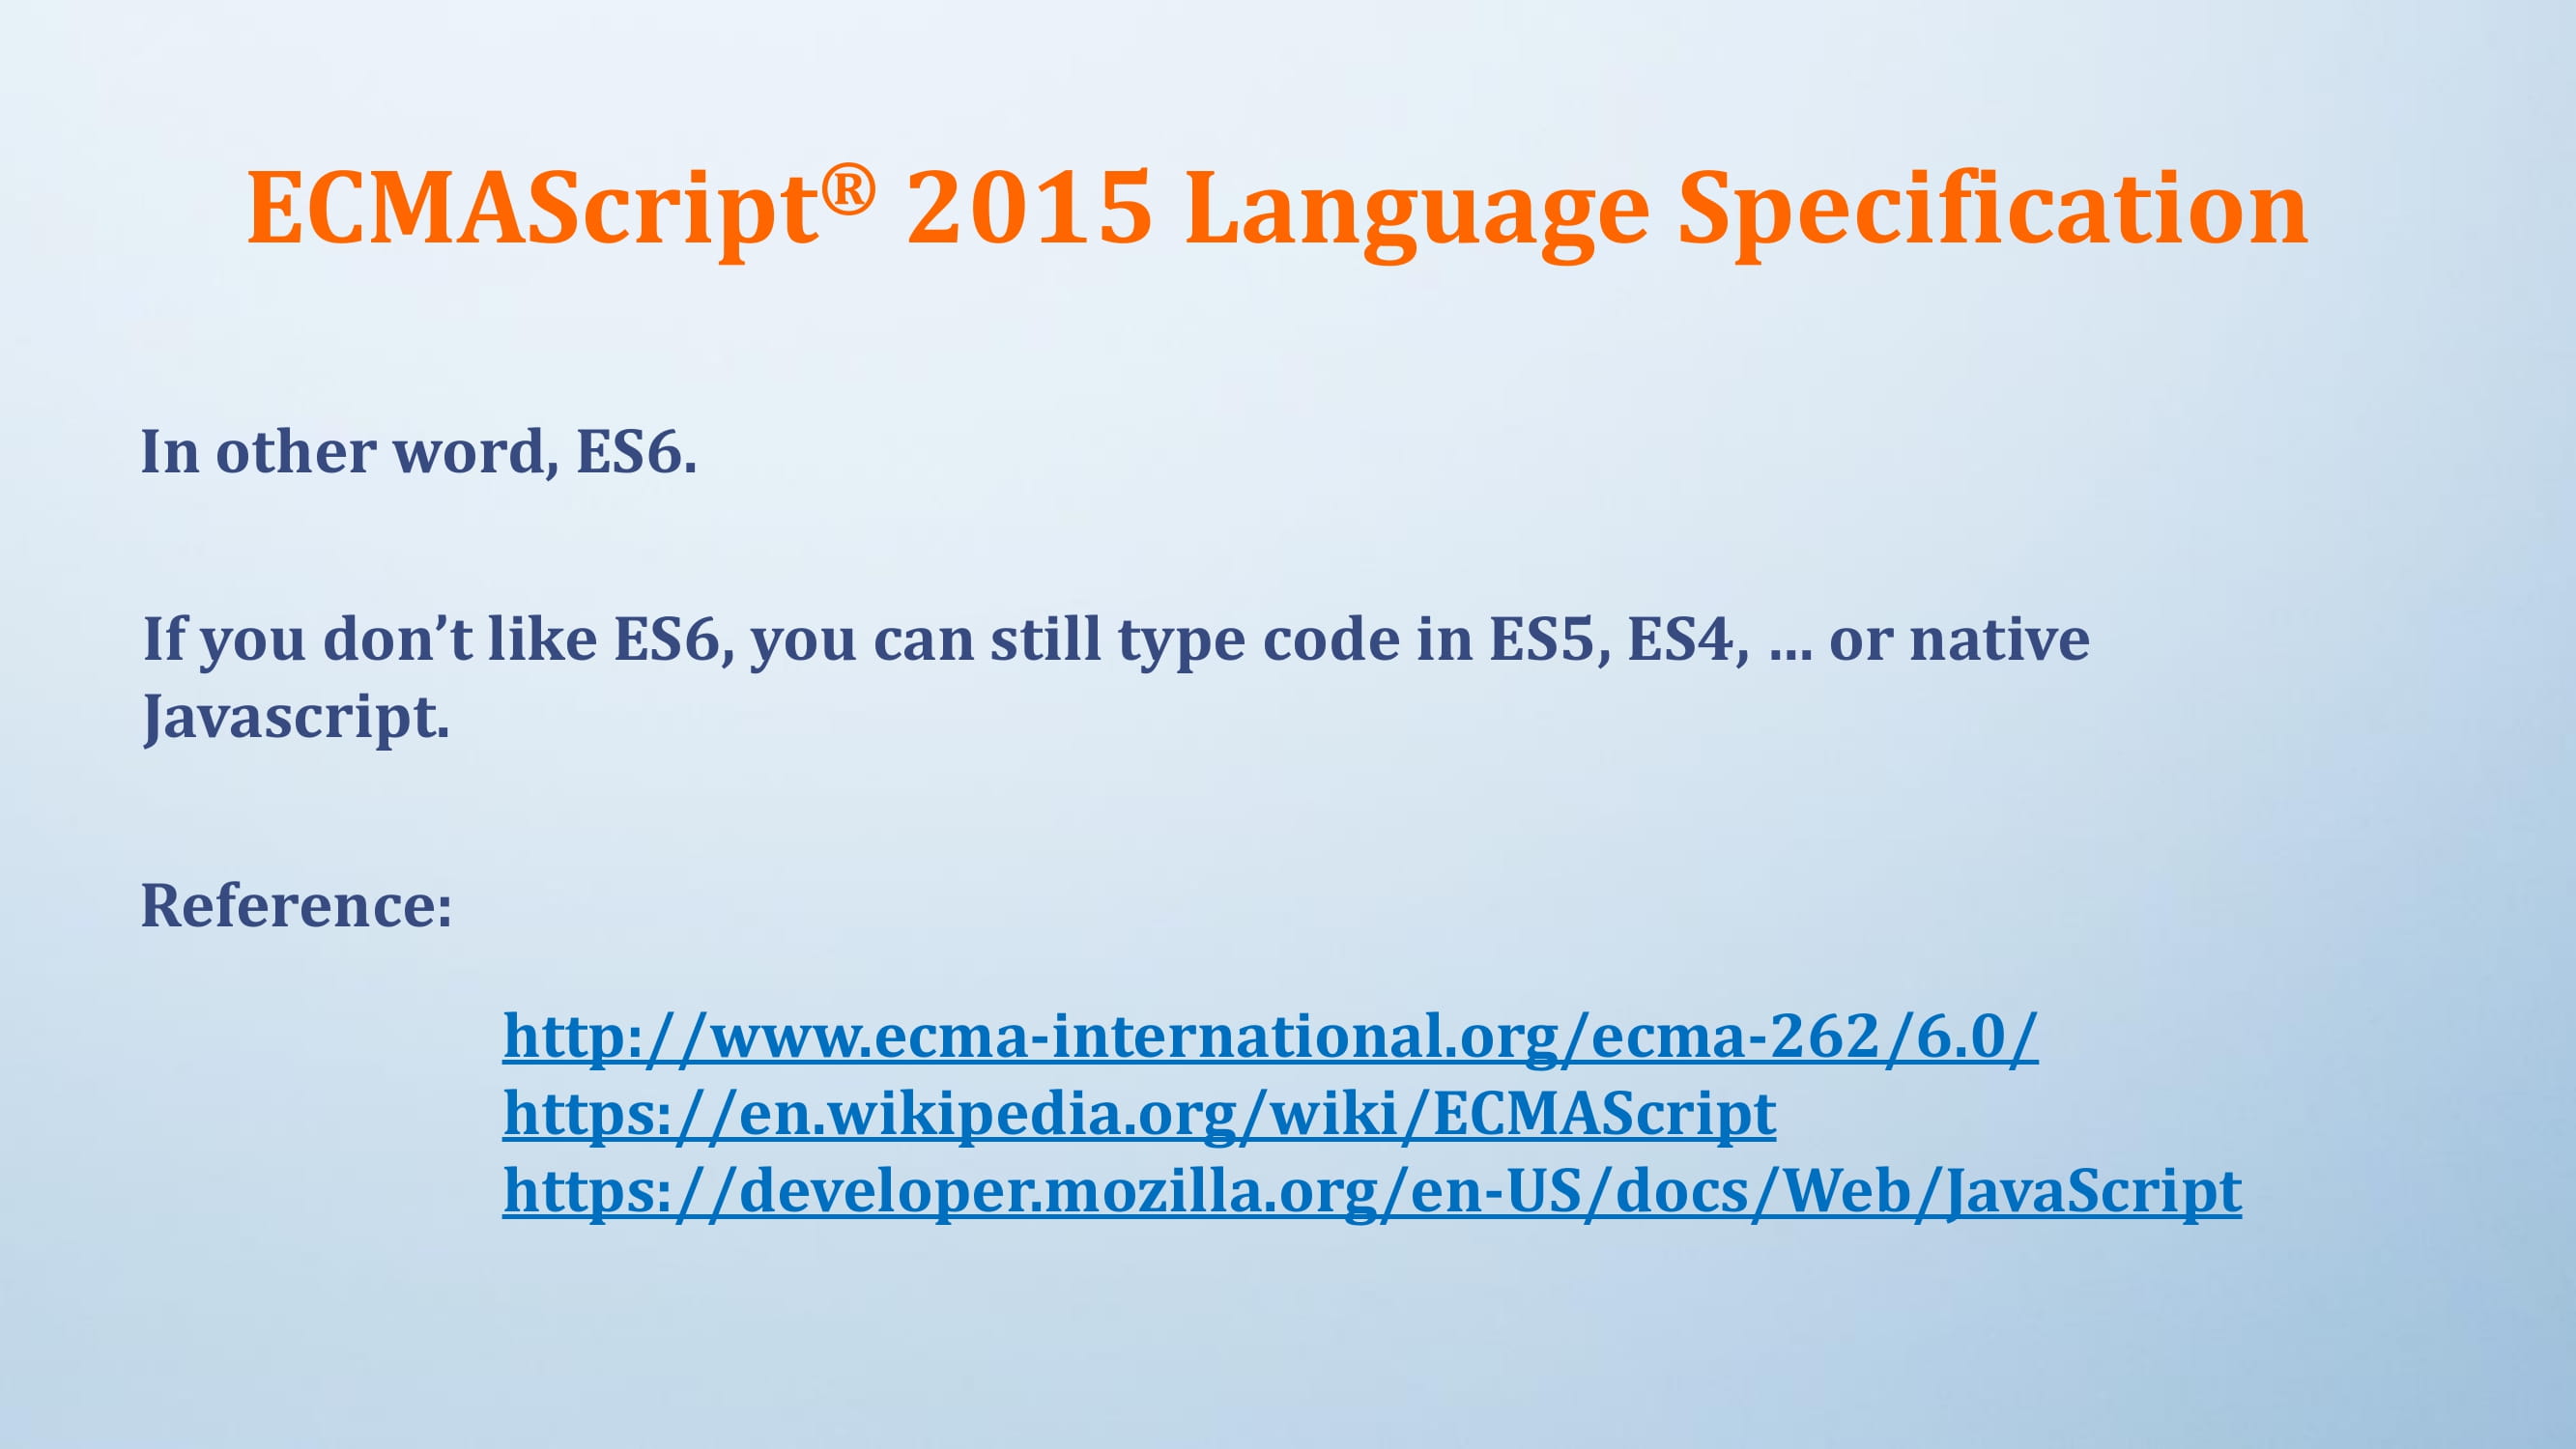 ECMAScript® 2015 Language Specification
In other word, ES6.
If you don’t like ES6, you can still type code in ES5, ES4, ... or native
Javascript.
Reference:
http://www.ecma-international.org/ecma-262/6.0/
https://en.wikipedia.org/wiki/ECMAScript
https://developer.mozilla.org/en-US/docs/Web/JavaScript